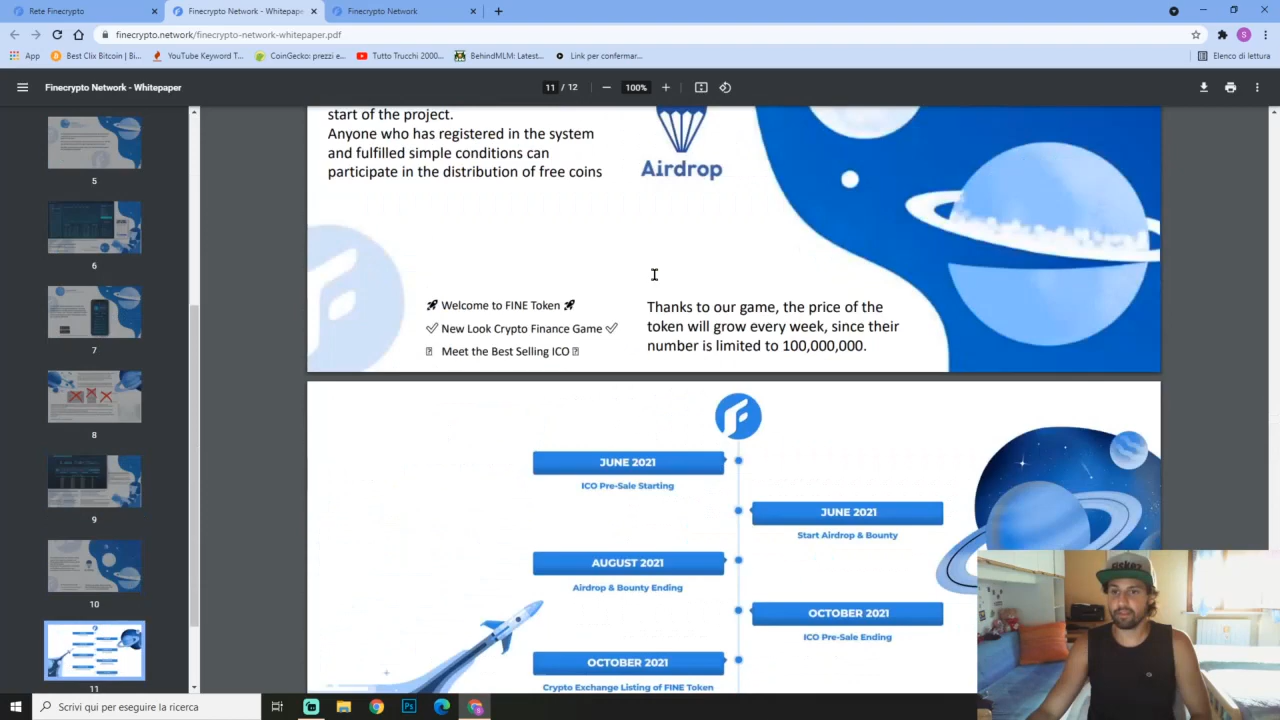 Rete Finecrypto
Finecrypto Network - Whitepape
Finecrypto Network
finecrypto.network/finecrypto-network-whitepaper.pdf
App
Best Clix Bitcoin | Bi...
YouTube Keyword T...
CoinGecko: prezzi e...
Tutto Trutzy 2000...
BehindMLM: Latest...
Link per confermar...
Elenco di lettura
Finecrypto Network - Whitepaper
11 / 12
100%
start of the project.
Anyone who has registered in the system
and fulfilled simple conditions can
participate in the distribution of free coins
Airdrop
🚀 Welcome to FINE Token 🚀
✅ New Look Crypto Finance Game ✅
Meet the Best Selling ICO
Thanks to our game, the price of the
token will grow every week, since their
number is limited to 100,000,000.
JUNE 2021
ICO Pre-Sale Starting
JUNE 2021
Start Airdrop & Bounty
AUGUST 2021
Airdrop & Bounty Ending
OCTOBER 2021
ICO Pre-Sale Ending
OCTOBER 2021
Crypto Exchange Listing of FINE Token
5
6
7
8
9
10
11
Scrivi qui per eseguire la ricerca